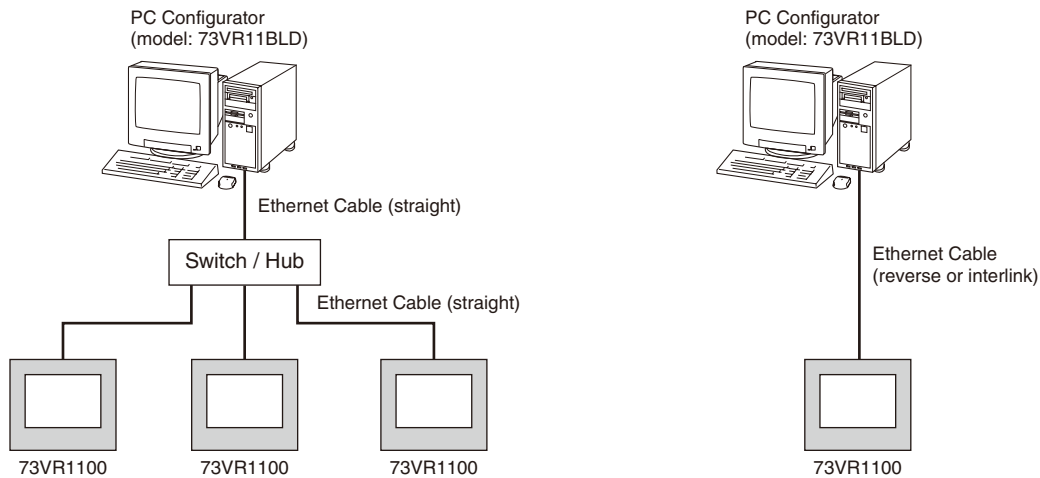 PC Configurator
(model: 73VR11BLD)
Ethernet Cable (straight)
Switch / Hub
Ethernet Cable (straight)
73VR1100
73VR1100
73VR1100
PC Configurator
(model: 73VR11BLD)
Ethernet Cable
(reverse or interlink)
73VR1100